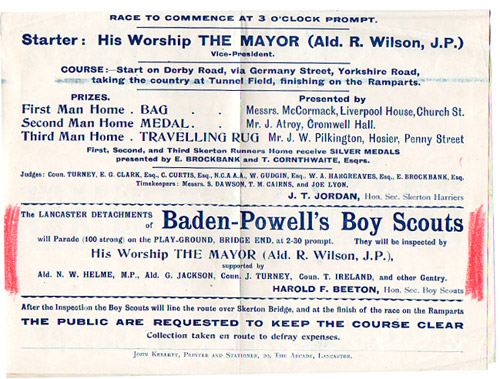 RACE TO COMMENCE AT 3 O'CLOCK PROMPT.
Starter: His Worship THE MAYOR (Ald. R. Wilson, J.P.)
Vice-President.
COURSE:—Start on Derby Road, via Germany Street, Yorkshire Road,
taking the country at Tunnel Field, finishing on the Ramparts.
PRIZES. Presented by
First Man Home . BAG . . Messrs. McCormack, Liverpool House, Church St.
Second Man Home . MEDAL . . Mr. J. Atroy, Cromwell Hall.
Third Man Home . TRAVELLING RUG Mr. J. W. Pilkington, Hosier, Penny Street
First, Second, and Third Skerton Runners Home receive SILVER MEDALS
presented by E. BROCKBANK and T. CORNTHWAITE, Esqrs.
Judges: Coun. TURNEY, E. G. CLARK, Esq., C. CURTIS, Esq., N.C.A.A.A., W. GUDGIN, Esq., W. A. HARGREAVES, Esq., E. BROCKBANK, Esq.
Timekeepers: Messrs. S. DAWSON, T. M. CAIRNS, and JOE LYON.
J. T. JORDAN, Hon. Sec. Skerton Harriers
The LANCASTER DETACHMENTS
of Baden-Powell's Boy Scouts
will Parade (100 strong) on the PLAY-GROUND, BRIDGE END, at 2-30 prompt. They will be inspected by
His Worship THE MAYOR (Ald. R. Wilson, J.P.),
supported by
Ald. N. W. HELME, M.P., Ald. G. JACKSON, Coun. J. TURNEY, Coun. T. IRELAND, and other Gentry.
HAROLD F. BEETON, Hon. Sec. Boy Scouts
After the Inspection the Boy Scouts will line the route over Skerton Bridge, and at the finish of the race on the Ramparts
THE PUBLIC ARE REQUESTED TO KEEP THE COURSE CLEAR
Collection taken en route to defray expenses.
JOHN KELLET, PRINTER AND STATIONER, 20, THE ARCADE, LANCASTER.